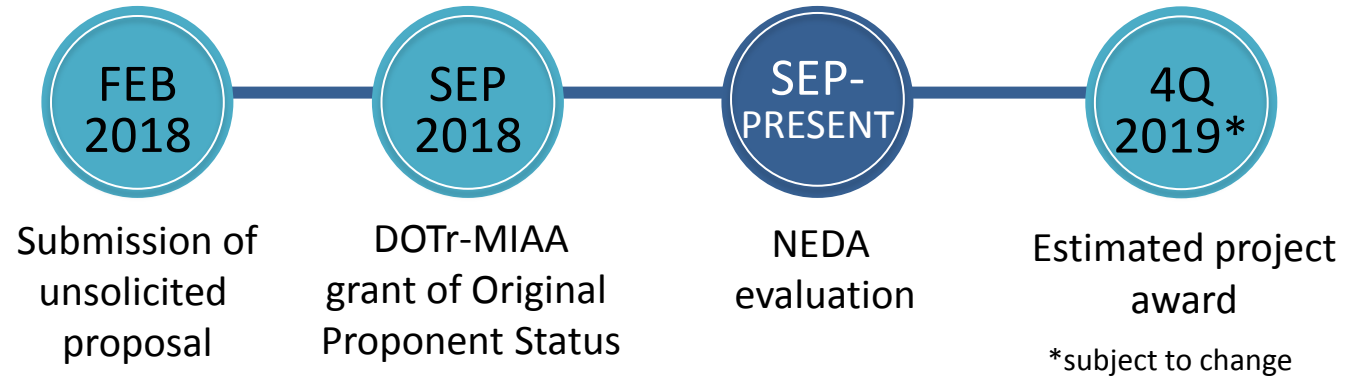 FEB
2018
SEP
2018
SEP-
PRESENT
4Q
2019*
Submission of
unsolicited
proposal
DOTr-MIAA
grant of Original
Proponent Status
NEDA
evaluation
Estimated project
award
*subject to change